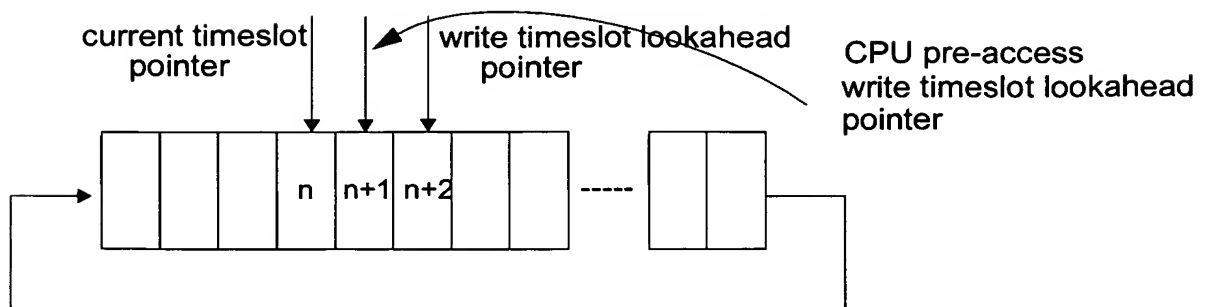 current timeslot
pointer
write timeslot lookahead
pointer
CPU pre-access
write timeslot lookahead
pointer
n
n+1
n+2
-----